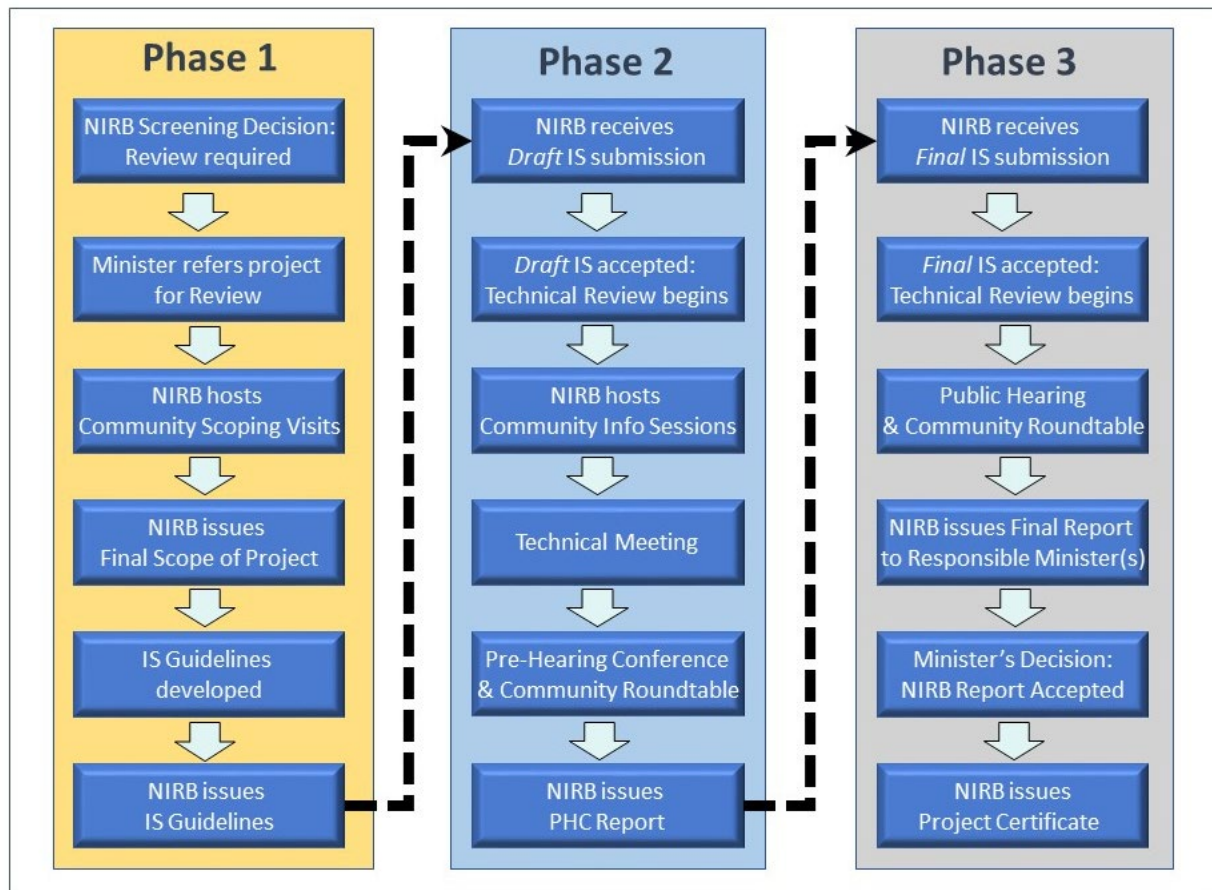 Phase 1
NIRB Screening Decision:
Review required
Minister refers project
for Review
NIRB hosts
Community Scoping Visits
NIRB issues
Final Scope of Project
IS Guidelines
developed
NIRB issues
IS Guidelines
Phase 2
NIRB receives
Draft IS submission
Draft IS accepted:
Technical Review begins
NIRB hosts
Community Info Sessions
Technical Meeting
Pre-Hearing Conference
& Community Roundtable
NIRB issues
PHC Report
Phase 3
NIRB receives
Final IS submission
Final IS accepted:
Technical Review begins
Public Hearing
& Community Roundtable
NIRB issues Final Report
to Responsible Minister(s)
Minister’s Decision:
NIRB Report Accepted
NIRB issues
Project Certificate